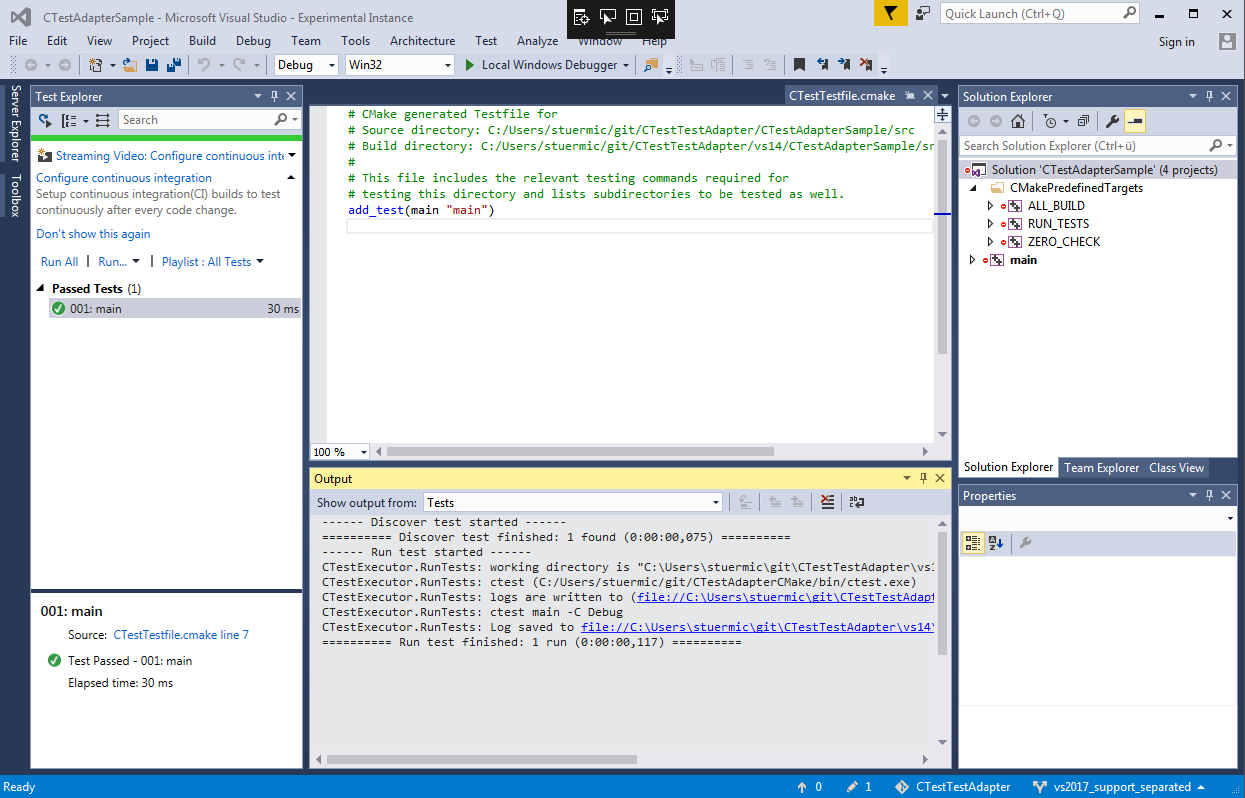 CTestAdapterSample - Microsoft Visual Studio - Experimental Instance
Quick Launch (Ctrl+Q)
File Edit View Project Build Debug Team Tools Architecture Test Analyze Window Help
Sign in
Debug Win32 Local Windows Debugger
Server Explorer
Toolbox
Test Explorer
Search
Streaming Video: Configure continuous inte
Configure continuous integration
Setup continuous integration(CI) builds to test
continuously after every code change.
Don't show this again
Run All | Run... | Playlist : All Tests
Passed Tests (1)
001: main 30 ms
001: main
Source: CTestTestfile.cmake line 7
Test Passed - 001: main
Elapsed time: 30 ms
CTestTestfile.cmake
# CMake generated Testfile for
# Source directory: C:/Users/stuermic/git/CTestTestAdapter/CTestAdapterSample/src
# Build directory: C:/Users/stuermic/git/CTestTestAdapter/vs14/CTestAdapterSample/sr
#
# This file includes the relevant testing commands required for
# testing this directory and lists subdirectories to be tested as well.
add_test(main "main")
100 %
Output
Show output from: Tests
------ Discover test started ------
========== Discover test finished: 1 found (0:00:00,075) ==========
------ Run test started ------
CTestExecutor.RunTests: working directory is "C:\Users\stuermic\git\CTestTestAdapter\vs1
CTestExecutor.RunTests: ctest (C:/Users/stuermic/git/CTestAdapterCMake/bin/ctest.exe)
CTestExecutor.RunTests: logs are written to (file://C:\Users\stuermic\git\CTestTestAdapt
CTestExecutor.RunTests: ctest main -C Debug
CTestExecutor.RunTests: Log saved to file://C:\Users\stuermic\git\CTestTestAdapter\vs14\
========== Run test finished: 1 run (0:00:00,117) ==========
Solution Explorer
Search Solution Explorer (Ctrl+ü)
Solution 'CTestAdapterSample' (4 projects)
CMakePredefinedTargets
ALL_BUILD
RUN_TESTS
ZERO_CHECK
main
Solution Explorer Team Explorer Class View
Properties
Ready
0 1 CTestTestAdapter vs2017_support_separated